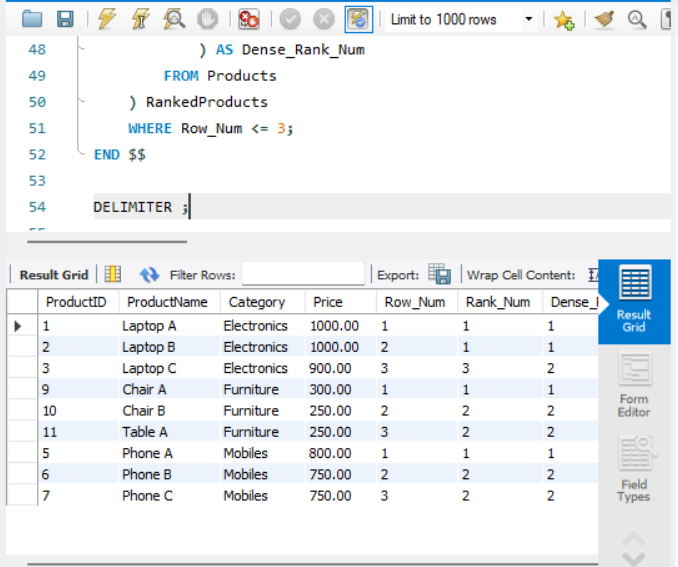 Limit to 1000 rows
48 ) AS Dense_Rank_Num
49 FROM Products
50 ) RankedProducts
51 WHERE Row_Num <= 3;
52 END $$
53
54 DELIMITER ;
Result Grid Filter Rows: Export: Wrap Cell Content:
ProductID ProductName Category Price Row_Num Rank_Num Dense_
1 Laptop A Electronics 1000.00 1 1 1
2 Laptop B Electronics 1000.00 2 1 1
3 Laptop C Electronics 900.00 3 3 2
9 Chair A Furniture 300.00 1 1 1
10 Chair B Furniture 250.00 2 2 2
11 Table A Furniture 250.00 3 2 2
5 Phone A Mobiles 800.00 1 1 1
6 Phone B Mobiles 750.00 2 2 2
7 Phone C Mobiles 750.00 3 2 2
Result
Grid
Form
Editor
Field
Types